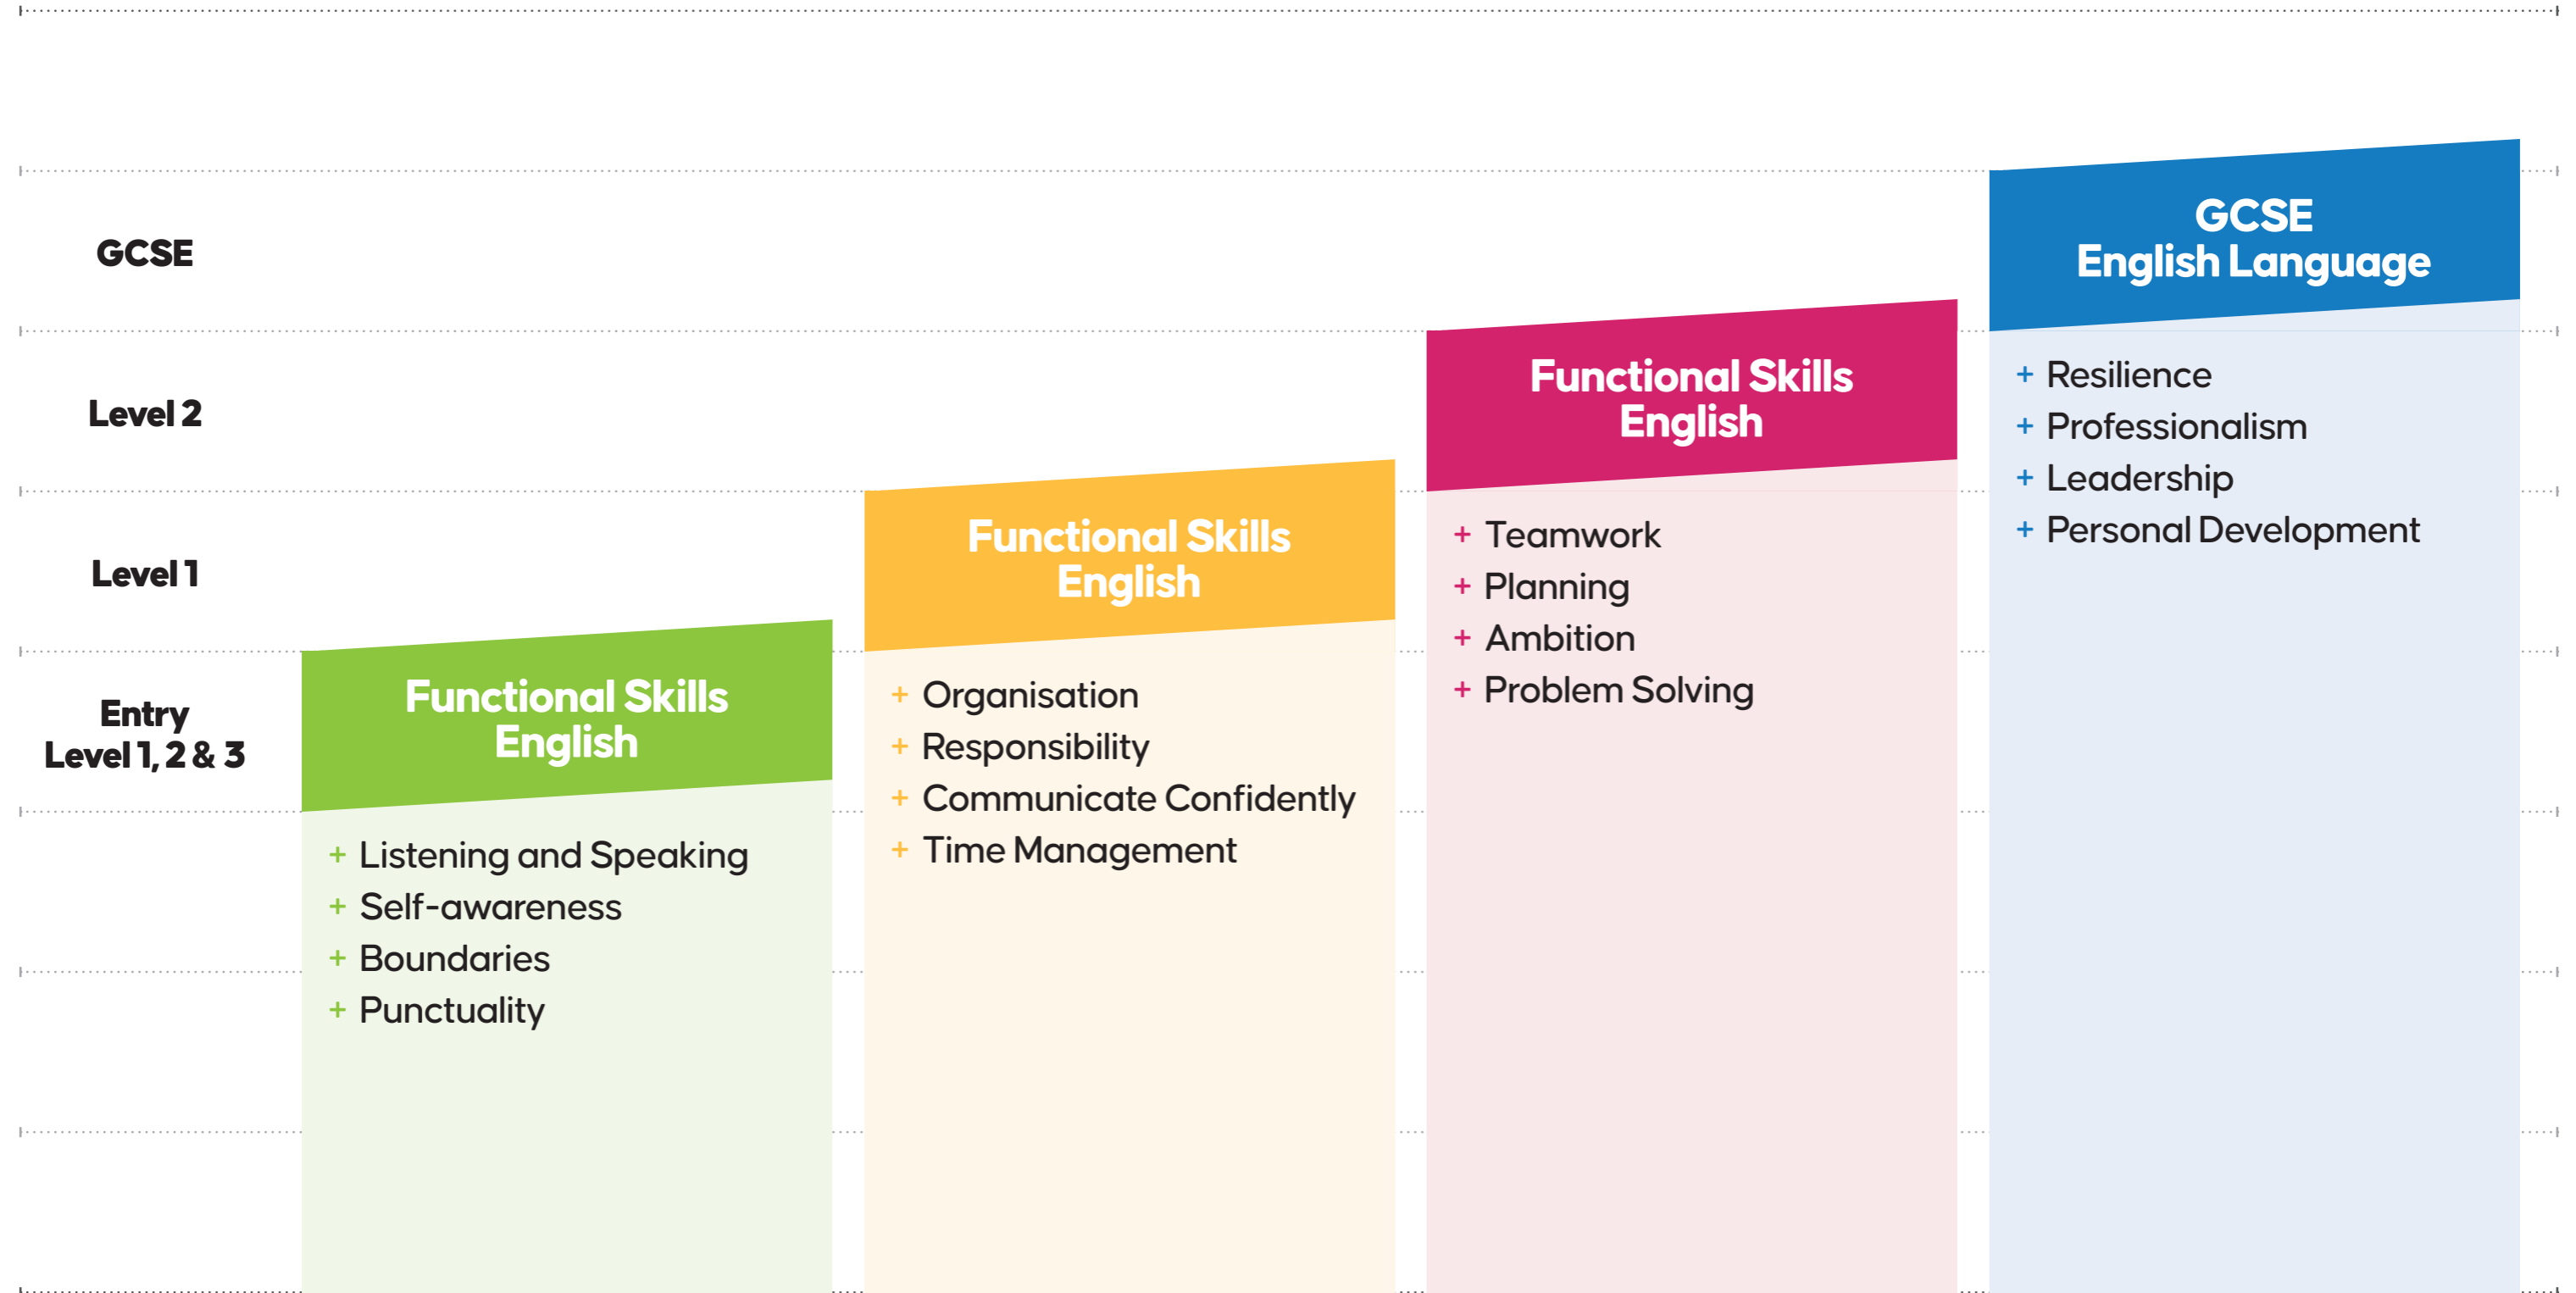 GCSE
Level 2
Level 1
Entry
Level 1, 2 & 3
Functional Skills
English
+ Listening and Speaking
+ Self-awareness
+ Boundaries
+ Punctuality
Functional Skills
English
+ Organisation
+ Responsibility
+ Communicate Confidently
+ Time Management
Functional Skills
English
+ Teamwork
+ Planning
+ Ambition
+ Problem Solving
GCSE
English Language
+ Resilience
+ Professionalism
+ Leadership
+ Personal Development